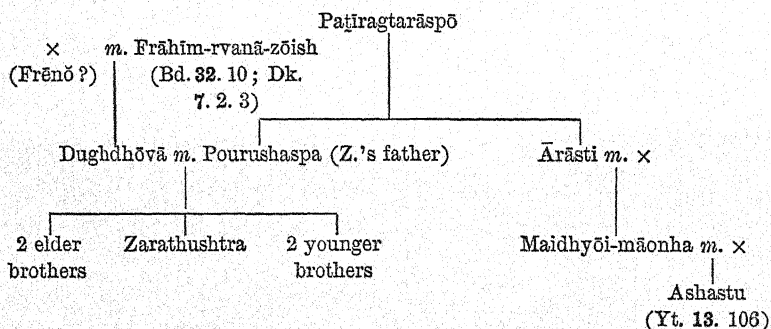 Paṭīragtarāspō
× m. Frāhīm-rvanā-zōish
(Frēnō ?) (Bd. 32. 10 ; Dk.
7. 2. 3)
Dughdhōvā m. Pourushaspa (Z.'s father) Ārāsti m. ×
2 elder Zarathushtra 2 younger Maidhyōi-māonha m. ×
brothers brothers
Ashastu
(Yt. 13. 106)